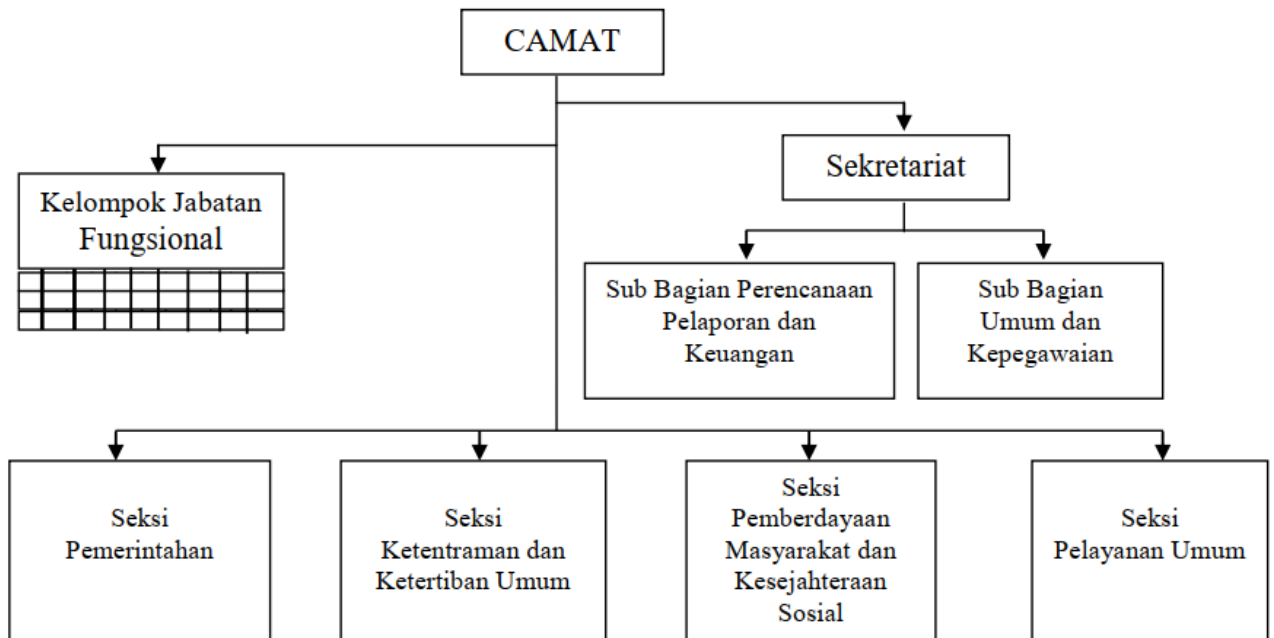 CAMAT
Sekretariat
Kelompok Jabatan
Fungsional
Sub Bagian Perencanaan
Pelaporan dan
Keuangan
Sub Bagian
Umum dan
Kepegawaian
Seksi
Pemerintahan
Seksi
Ketentraman dan
Ketertiban Umum
Seksi
Pemberdayaan
Masyarakat dan
Kesejahteraan
Sosial
Seksi
Pelayanan Umum